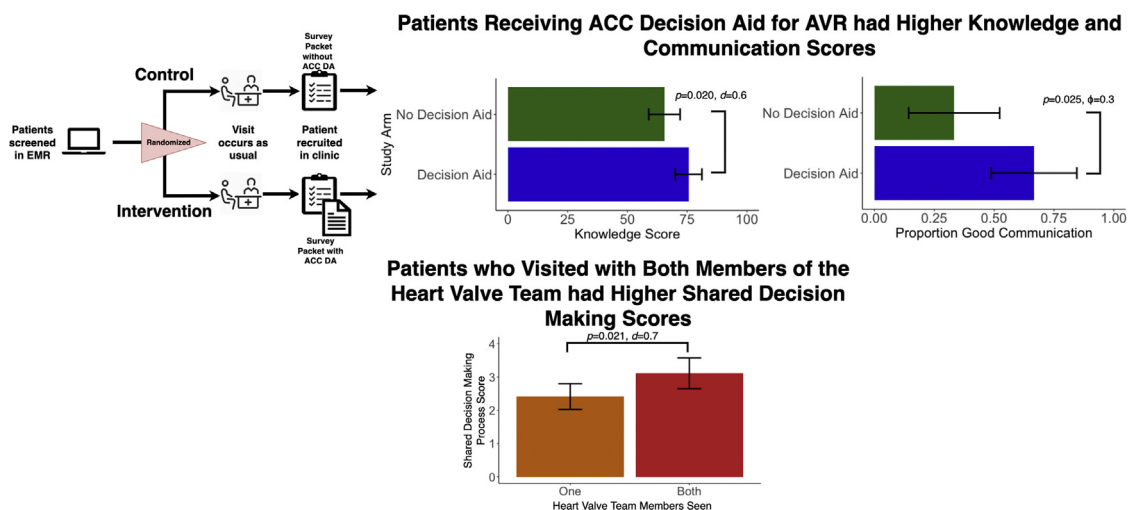 Patients Receiving ACC Decision Aid for AVR had Higher Knowledge and
Communication Scores
Survey
Packet
without
ACC DA
Control
Patients
screened
in EMR
Randomized
Visit
occurs as
usual
Patient
recruited
in clinic
Intervention
Survey
Packet with
ACC DA
Study Arm
No Decision Aid
Decision Aid
p=0.020, d=0.6
0 25 50 75 100
Knowledge Score
No Decision Aid
Decision Aid
p=0.025, ϕ=0.3
0.00 0.25 0.50 0.75 1.00
Proportion Good Communication
Patients who Visited with Both Members of the
Heart Valve Team had Higher Shared Decision
Making Scores
p=0.021, d=0.7
Shared Decision Making
Process Score
4
3
2
1
0
One Both
Heart Valve Team Members Seen